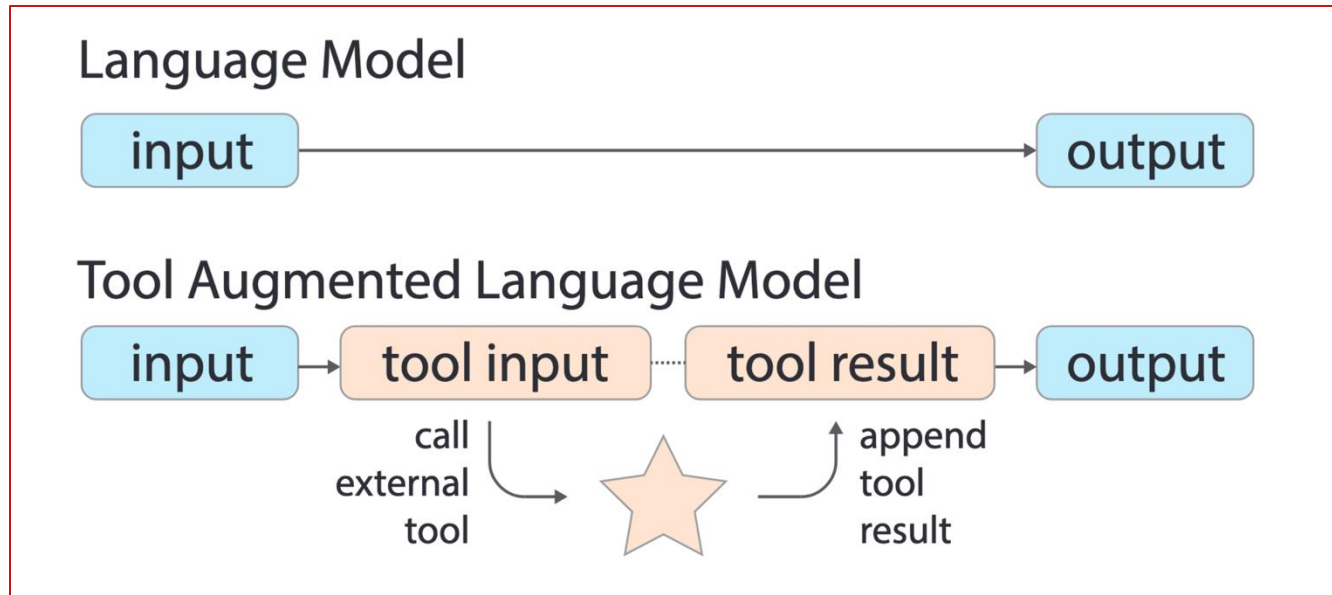 Language Model
input
output
Tool Augmented Language Model
input
tool input
tool result
output
call
external
tool
append
tool
result